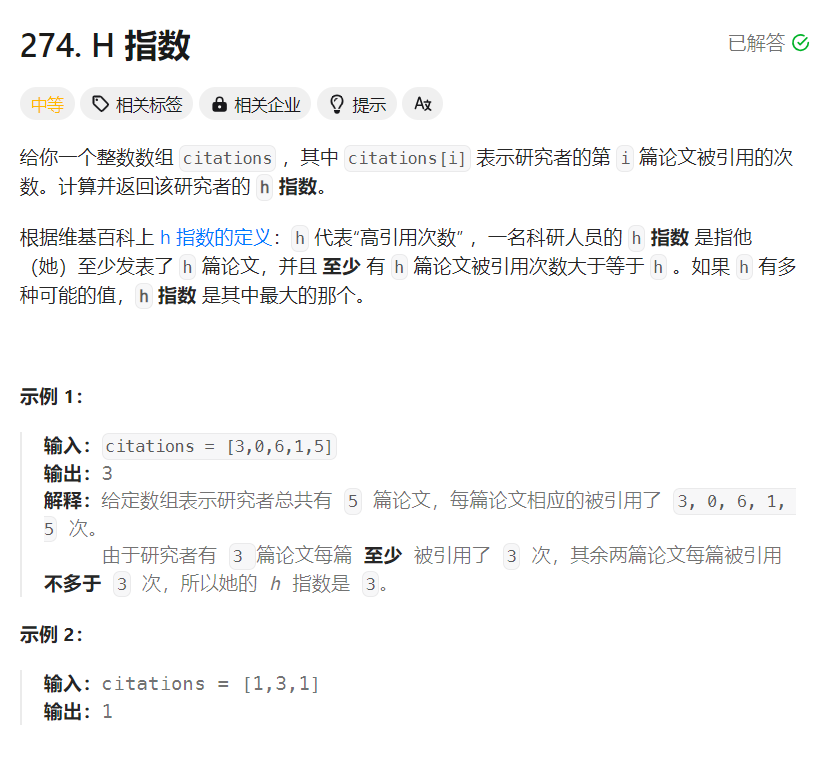 274. H 指数
已解答
中等 相关标签 相关企业 提示 Aあ
给你一个整数数组 citations ，其中 citations[i] 表示研究者的第 i 篇论文被引用的次
数。计算并返回该研究者的 h 指数。
根据维基百科上 h 指数的定义：h 代表“高引用次数” ，一名科研人员的 h 指数 是指他
（她）至少发表了 h 篇论文，并且 至少 有 h 篇论文被引用次数大于等于 h 。如果 h 有多
种可能的值，h 指数 是其中最大的那个。
示例 1：
输入：citations = [3,0,6,1,5]
输出：3
解释：给定数组表示研究者总共有 5 篇论文，每篇论文相应的被引用了 3, 0, 6, 1,
5 次。
由于研究者有 3 篇论文每篇 至少 被引用了 3 次，其余两篇论文每篇被引用
不多于 3 次，所以她的 h 指数是 3。
示例 2：
输入：citations = [1,3,1]
输出：1